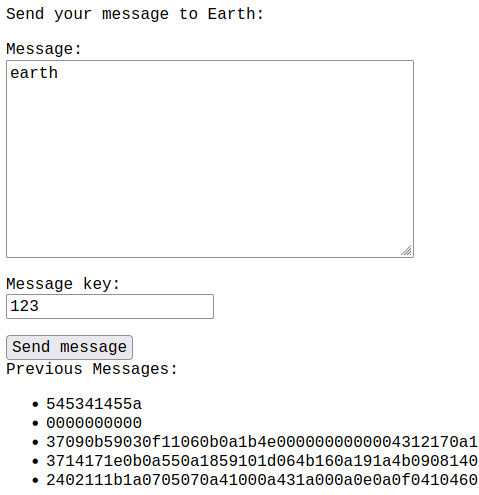 Send your message to Earth:
Message:
earth
Message key:
123
Send message
Previous Messages:
545341455a
0000000000
37090b59030f11060b0a1b4e0000000000004312170a1
3714171e0b0a550a1859101d064b160a191a4b0908140
2402111b1a0705070a41000a431a000a0e0a0f0410460